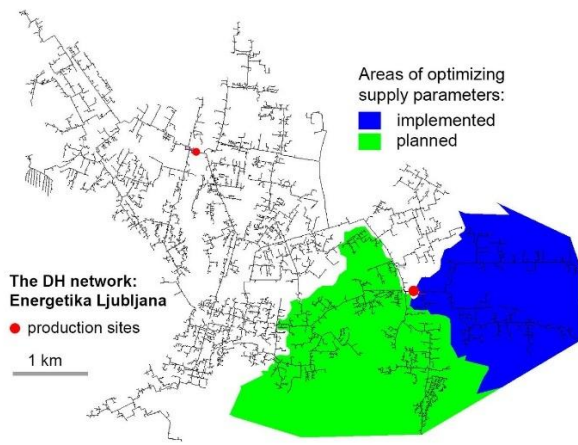 Areas of optimizing
supply parameters:
implemented
planned
The DH network:
Energetika Ljubljana
production sites
1 km